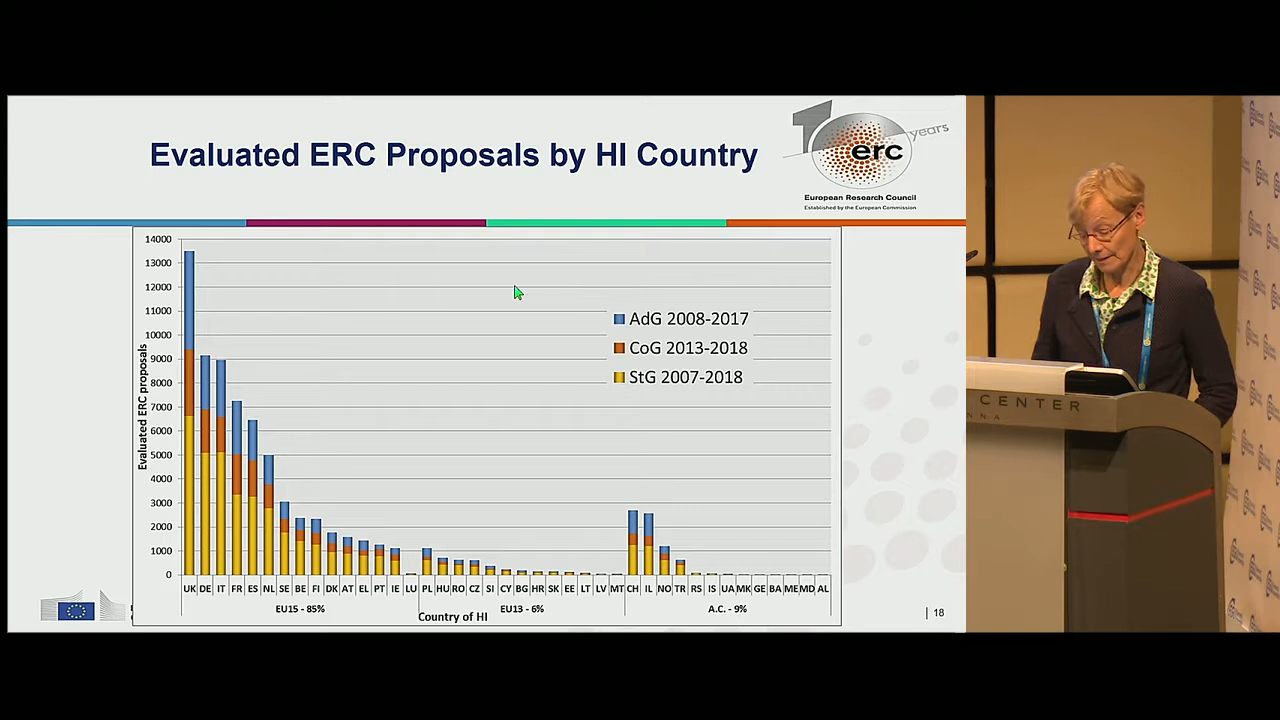 Evaluated ERC Proposals by HI Country
years
erc
European Research Council
Established by the European Commission
14000
13000
12000
11000
10000
9000
8000
7000
6000
5000
4000
3000
2000
1000
0
Evaluated ERC proposals
AdG 2008-2017
CoG 2013-2018
StG 2007-2018
UK DE IT FR ES NL SE BE FI DK AT EL PT IE LU PL HU RO CZ SI CY BG HR SK EE LT LV MT CH IL NO TR RS IS UA MK GE BA ME MD AL
EU15 - 85% EU13 - 6% A.C. - 9%
Country of HI
18
CENTER